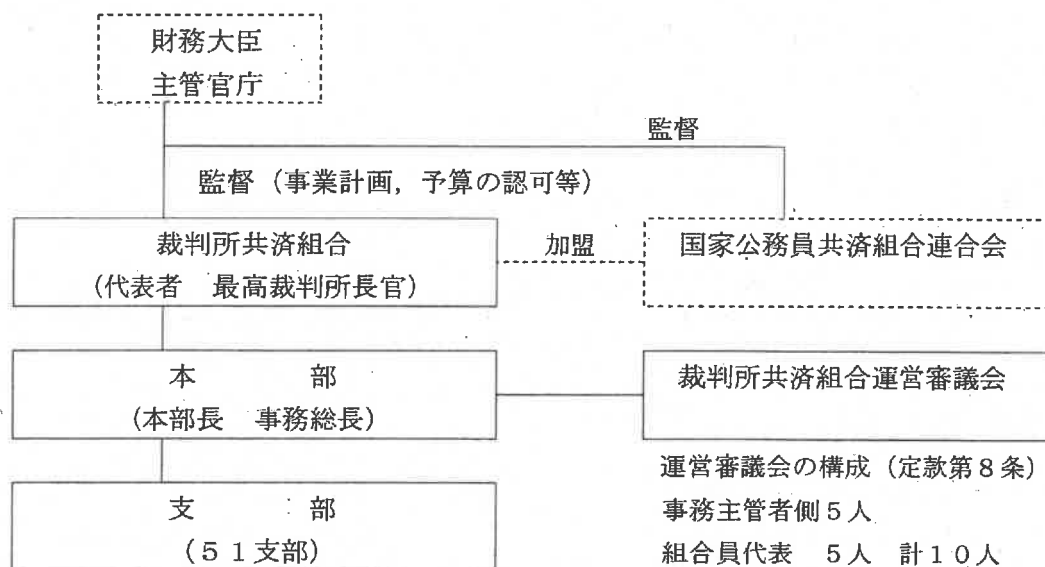 財務大臣
主管官庁
監督
監督（事業計画，予算の認可等）
裁判所共済組合
（代表者　最高裁判所長官）
加盟
国家公務員共済組合連合会
本　　　部
（本部長　事務総長）
裁判所共済組合運営審議会
運営審議会の構成（定款第８条）
事務主管者側５人
組合員代表　５人　計１０人
支　　　部
（５１支部）